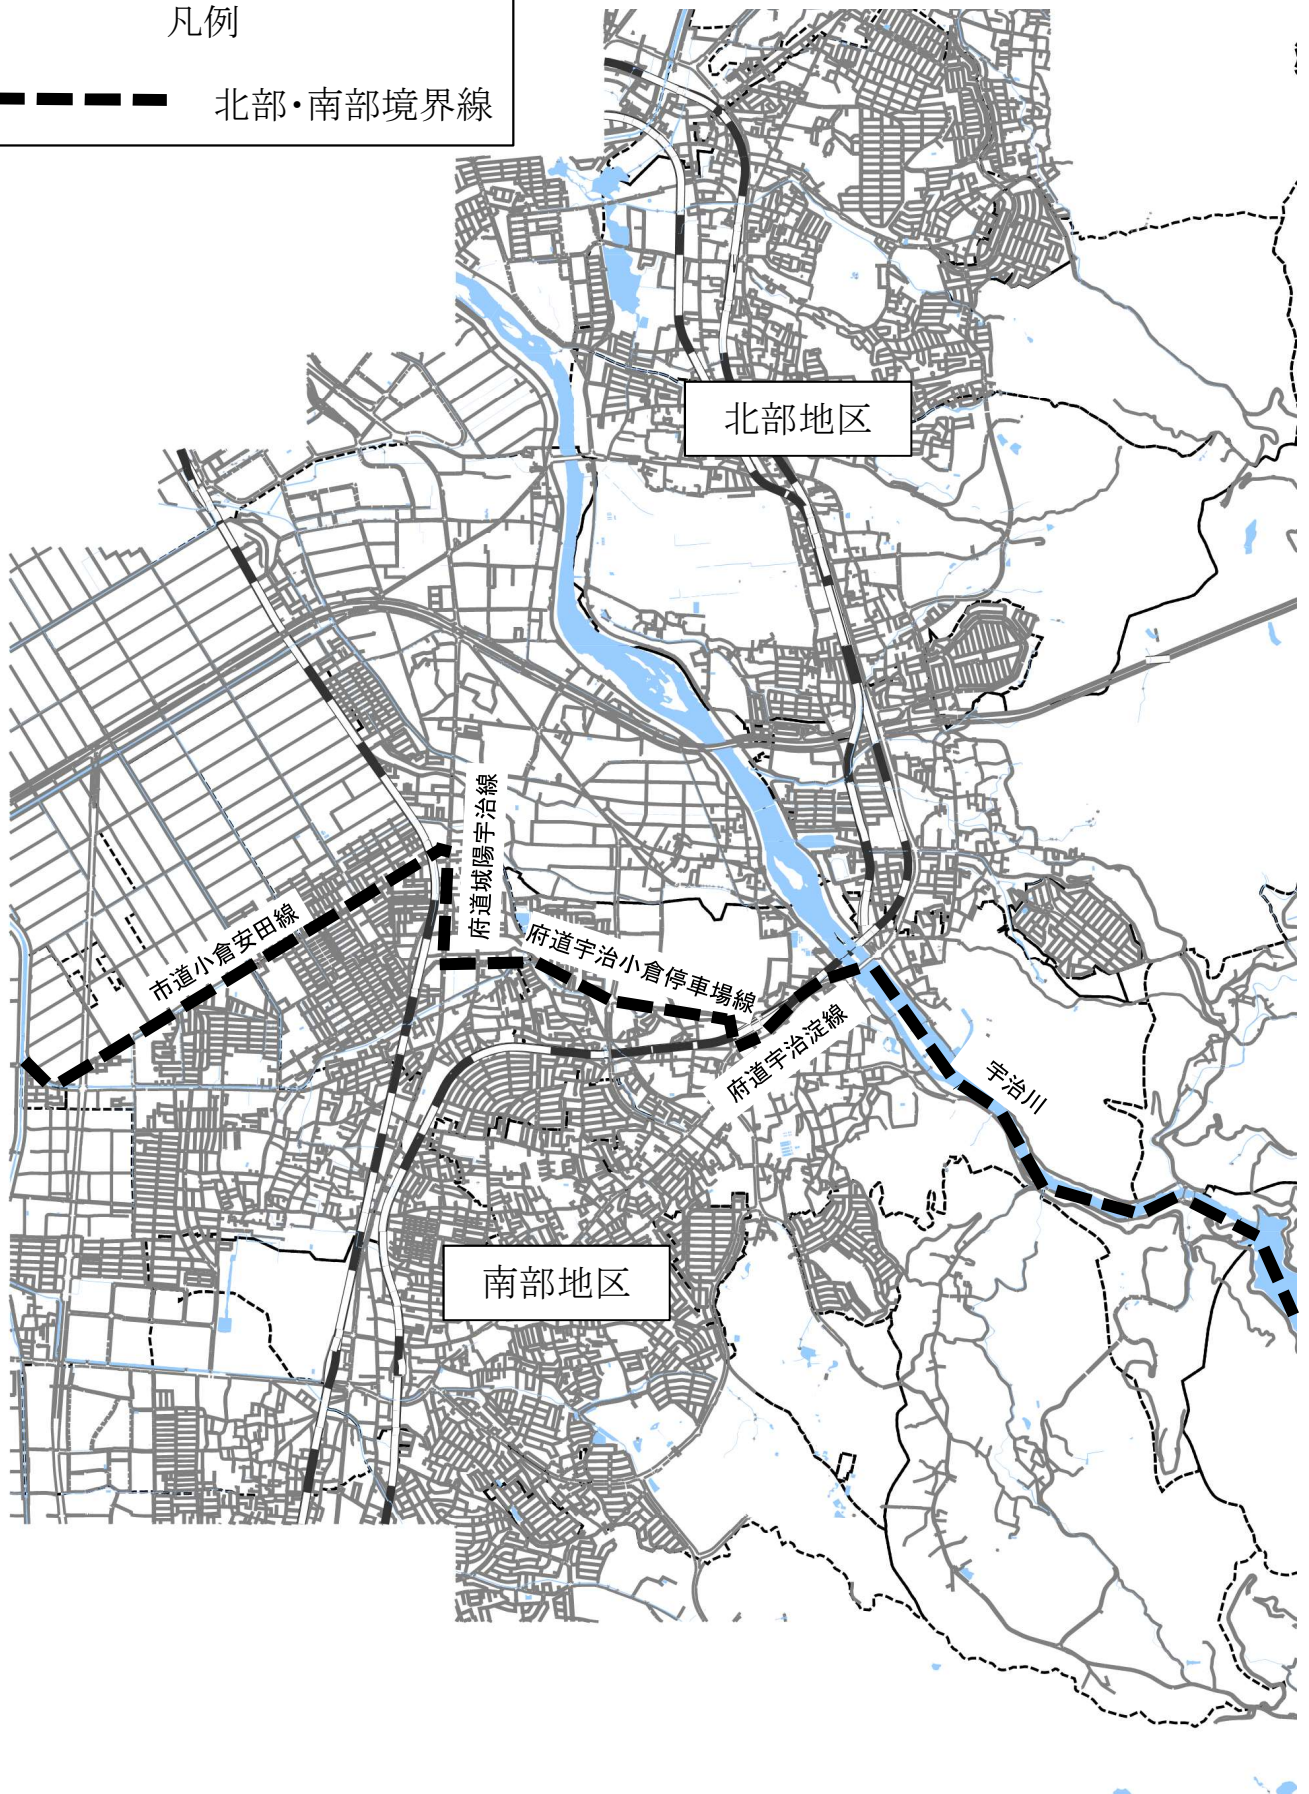 凡例
北部・南部境界線
北部地区
府道城陽宇治線
市道小倉安田線
府道宇治小倉停車場線
府道宇治淀線
宇治川
南部地区